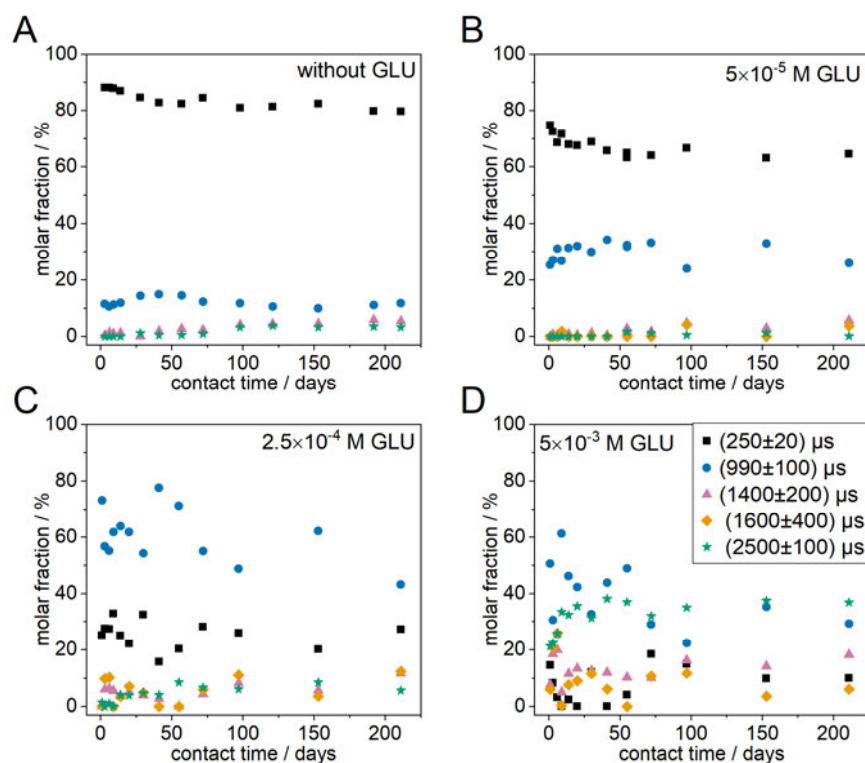 A
without GLU
molar fraction / %
100
80
60
40
20
0
0 50 100 150 200
contact time / days
B
5×10⁻⁵ M GLU
molar fraction / %
100
80
60
40
20
0
0 50 100 150 200
contact time / days
C
2.5×10⁻⁴ M GLU
molar fraction / %
100
80
60
40
20
0
0 50 100 150 200
contact time / days
D
5×10⁻³ M GLU
(250±20) µs
(990±100) µs
(1400±200) µs
(1600±400) µs
(2500±100) µs
molar fraction / %
100
80
60
40
20
0
0 50 100 150 200
contact time / days